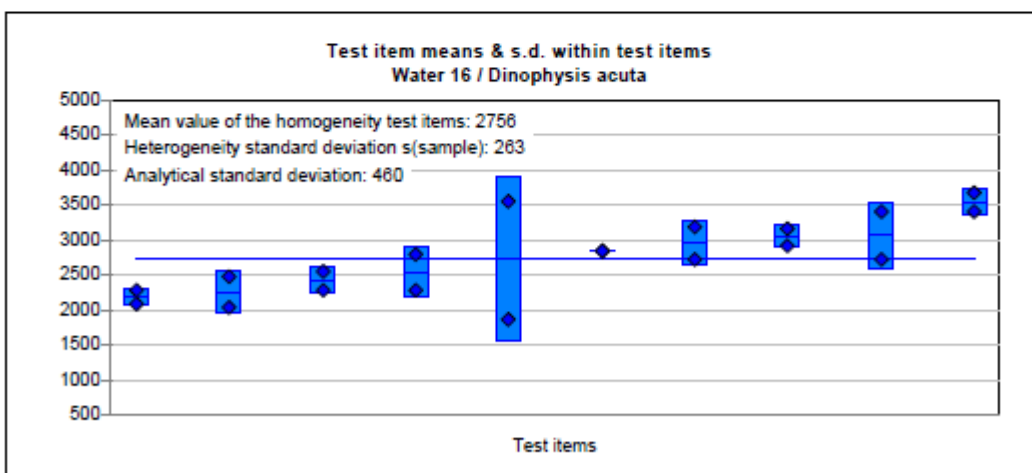 Test item means & s.d. within test items
Water 16 / Dinophysis acuta
5000
Mean value of the homogeneity test items: 2756
4500
Heterogeneity standard deviation s(sample): 263
4000
Analytical standard deviation: 460
3500
3000
2500
2000
1500
1000
500
Test items